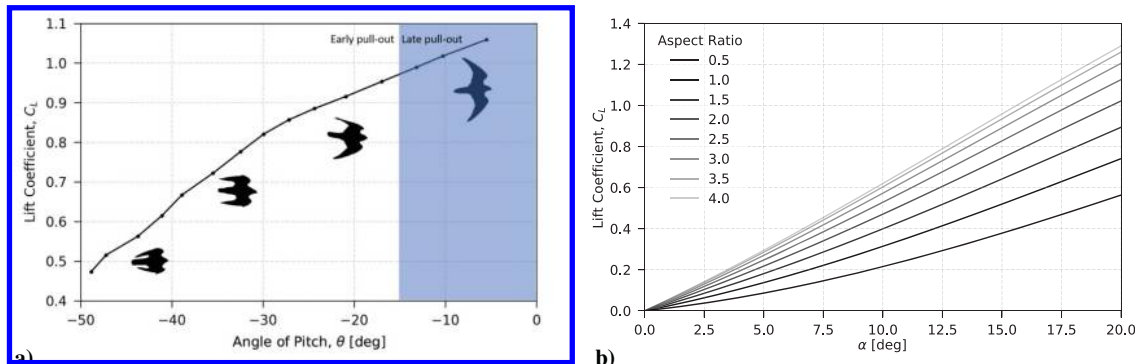 1.1
1.0
0.9
0.8
0.7
0.6
0.5
0.4
Lift Coefficient, C_L
Early pull-out Late pull-out
−50 −40 −30 −20 −10 0
Angle of Pitch, θ [deg]
a)
1.4
1.2
1.0
0.8
0.6
0.4
0.2
0.0
Lift Coefficient, C_L
Aspect Ratio
0.5
1.0
1.5
2.0
2.5
3.0
3.5
4.0
0.0 2.5 5.0 7.5 10.0 12.5 15.0 17.5 20.0
α [deg]
b)